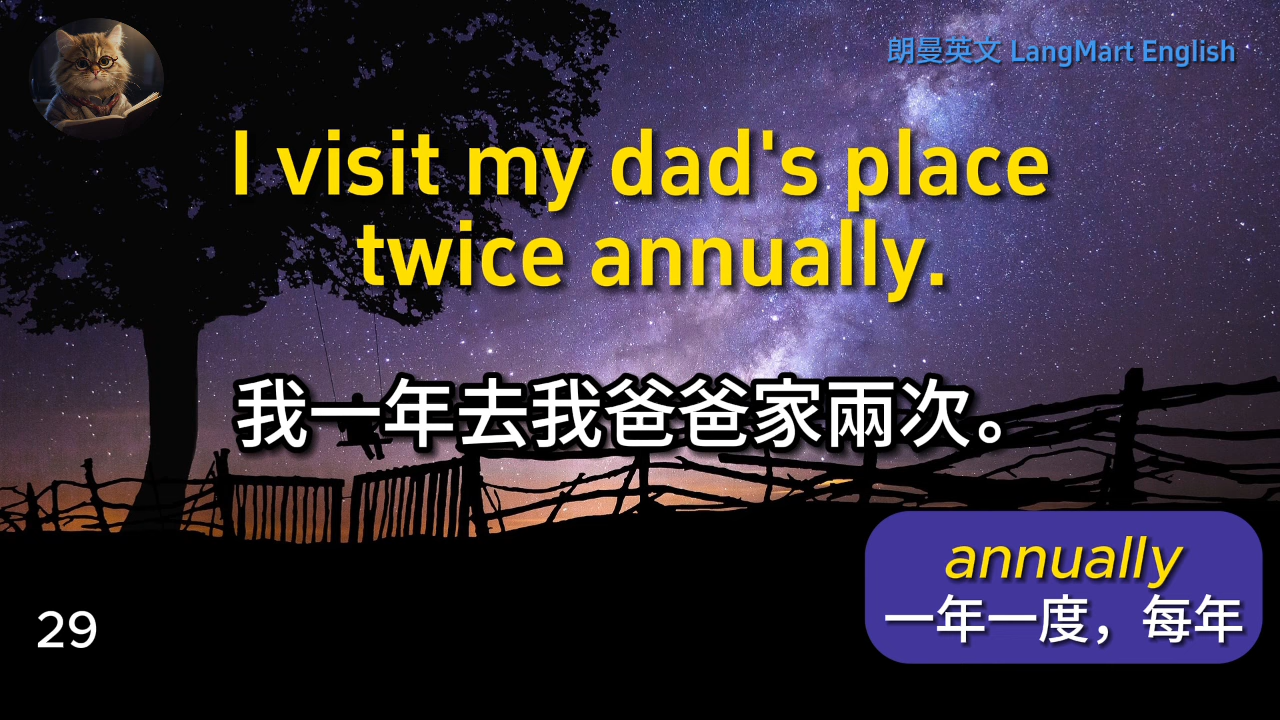 朗曼英文 LangMart English
I visit my dad's place
twice annually.
我一年去我爸爸家兩次。
annually
一年一度，每年
29